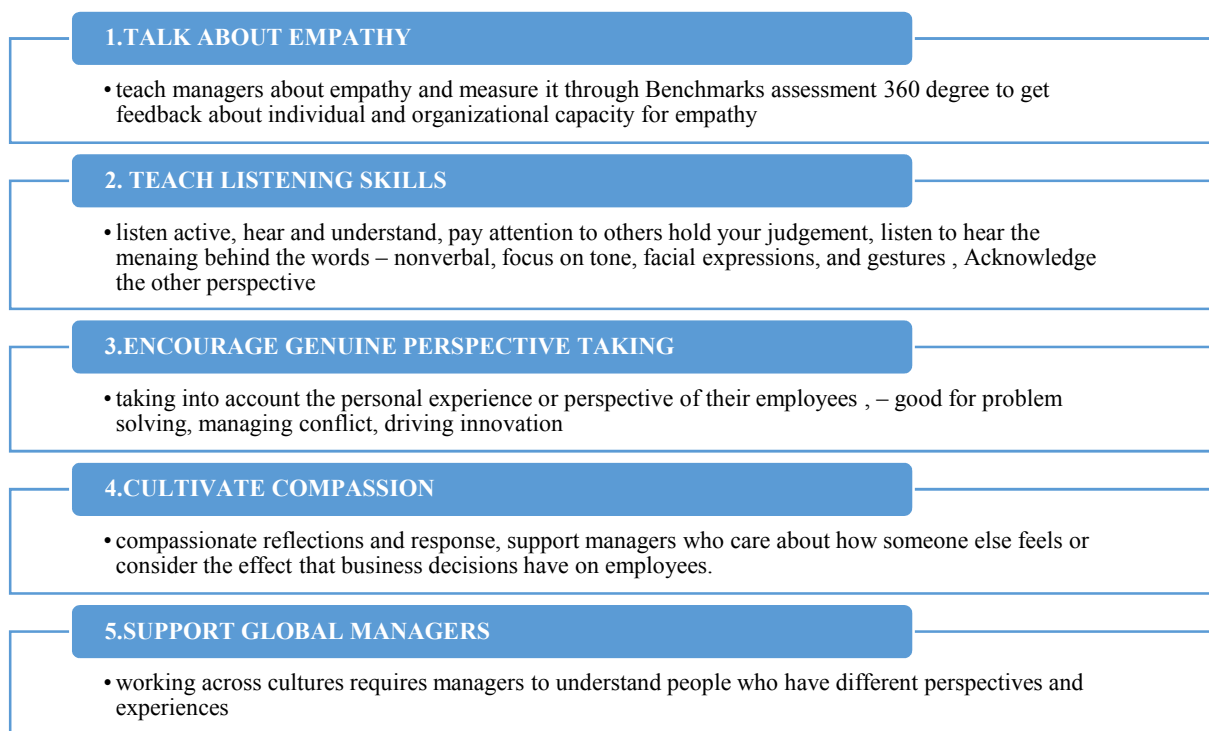 1.TALK ABOUT EMPATHY
• teach managers about empathy and measure it through Benchmarks assessment 360 degree to get
feedback about individual and organizational capacity for empathy
2. TEACH LISTENING SKILLS
• listen active, hear and understand, pay attention to others hold your judgement, listen to hear the
menaing behind the words – nonverbal, focus on tone, facial expressions, and gestures , Acknowledge
the other perspective
3.ENCOURAGE GENUINE PERSPECTIVE TAKING
• taking into account the personal experience or perspective of their employees , – good for problem
solving, managing conflict, driving innovation
4.CULTIVATE COMPASSION
• compassionate reflections and response, support managers who care about how someone else feels or
consider the effect that business decisions have on employees.
5.SUPPORT GLOBAL MANAGERS
• working across cultures requires managers to understand people who have different perspectives and
experiences